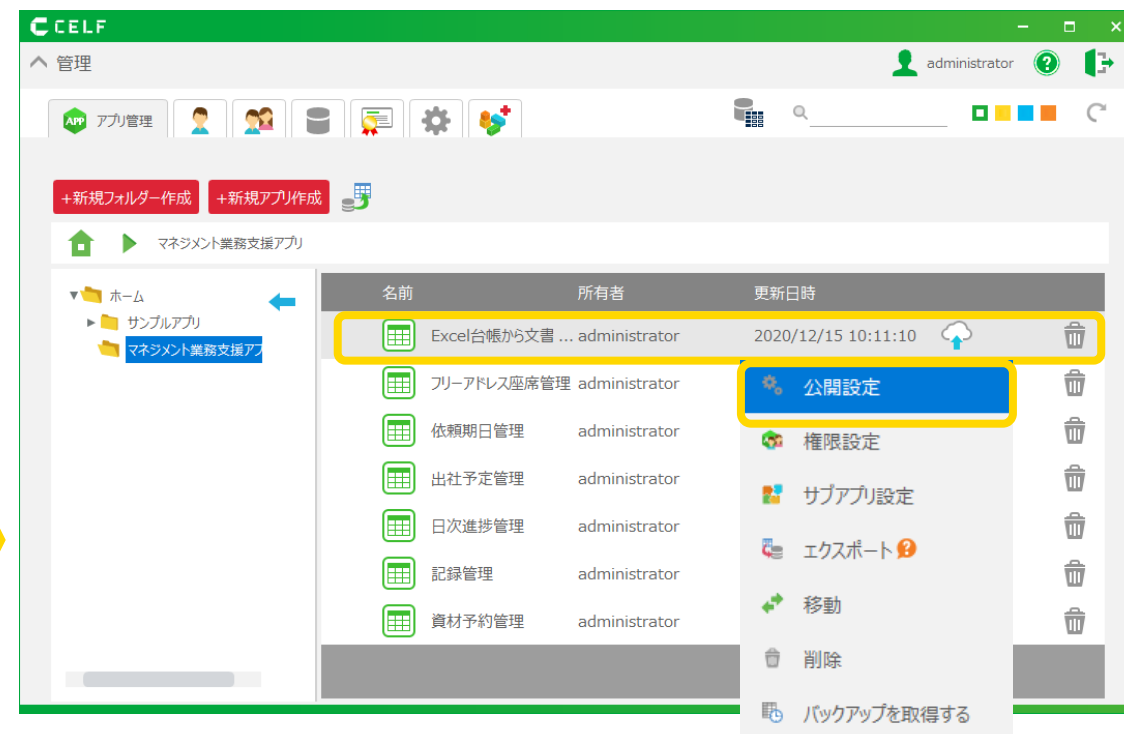 CELF
管理
administrator
アプリ管理
+新規フォルダー作成
+新規アプリ作成
マネジメント業務支援アプリ
ホーム
サンプルアプリ
マネジメント業務支援ア
名前 所有者 更新日時
Excel台帳から文書 ... administrator 2020/12/15 10:11:10
フリーアドレス座席管理 administrator
依頼期日管理 administrator
出社予定管理 administrator
日次進捗管理 administrator
記録管理 administrator
資材予約管理 administrator
公開設定
権限設定
サブアプリ設定
エクスポート
移動
削除
バックアップを取得する